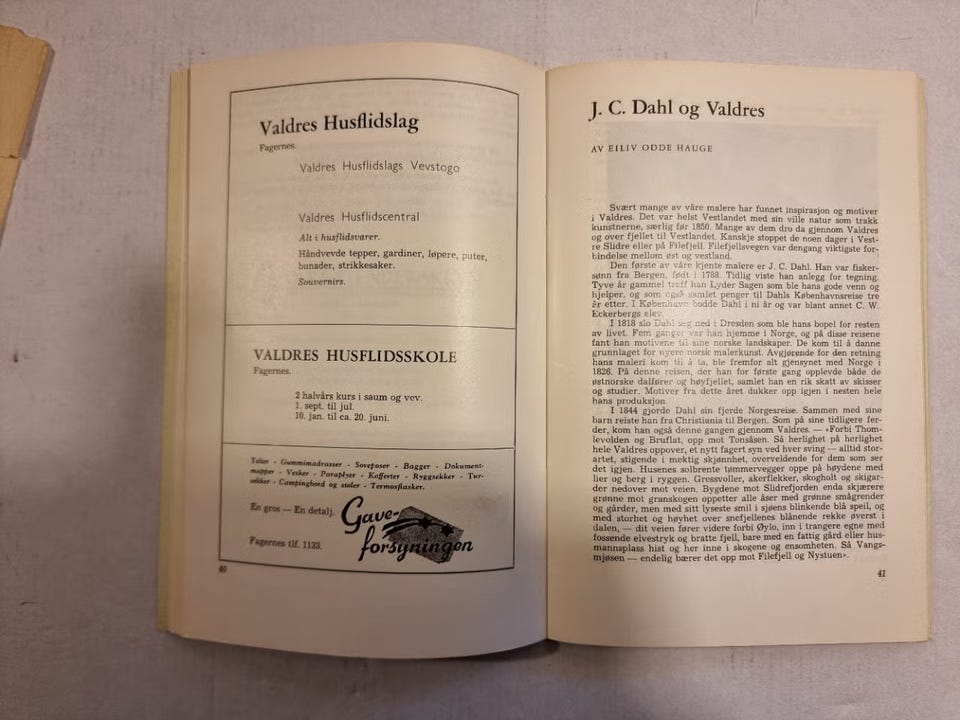 Valdres Husflidslag
Fagernes.
Valdres Husflidslags Vevstogo
Valdres Husflidscentral
Alt i husflidsvarer.
Håndvevde tepper, gardiner, løpere, puter,
bunader, strikkesaker.
Souvernirs.
VALDRES HUSFLIDSSKOLE
Fagernes.
2 halvårs kurs i saum og vev.
1. sept. til jul.
10. jan. til ca. 20. juni.
Telter - Gummimadrasser - Soveposer - Bagger - Dokument-
mapper - Vesker - Paraplyer - Kofferter - Ryggsekker - Tur-
sekker - Campingbord og stoler - Termosflasker.
En gros — En detalj.
Gave-
forsyningen
Fagernes tlf. 1133.
40
J. C. Dahl og Valdres
AV EILIV ODDE HAUGE
Svært mange av våre malere har funnet inspirasjon og motiver
i Valdres. Det var helst Vestlandet med sin ville natur som trakk
kunstnerne, særlig før 1850. Mange av dem dro da gjennom Valdres
og over fjellet til Vestlandet. Kanskje stoppet de noen dager i Vest-
re Slidre eller på Filefjell. Filefjellsvegen var dengang viktigste for-
bindelse mellom øst og vestland.
Den første av våre kjente malere er J. C. Dahl. Han var fisker-
sønn fra Bergen, født i 1788. Tidlig viste han anlegg for tegning.
Tyve år gammel treff han Lyder Sagen som ble hans gode venn og
hjelper, og som også samlet penger til Dahls Københavnsreise tre
år etter. I København bodde Dahl i ni år og var blant annet C. W.
Eckerbergs elev.
I 1818 slo Dahl seg ned i Dresden som ble hans bopel for resten
av livet. Fem ganger var han hjemme i Norge, og på disse reisene
fant han motivene til sine norske landskaper. De kom til å danne
grunnlaget for nyere norsk malerkunst. Avgjørende for den retning
hans maleri kom til å ta, ble fremfor alt gjensynet med Norge i
1826. På denne reisen, der han for første gang opplevde både de
østnorske dalfører og høyfjellet, samlet han en rik skatt av skisser
og studier. Motiver fra dette året dukker opp igjen i nesten hele
hans produksjon.
I 1844 gjorde Dahl sin fjerde Norgesreise. Sammen med sine
barn reiste han fra Christiania til Bergen. Som på sine tidligere fer-
der, kom han også denne gangen gjennom Valdres. — «Forbi Thom-
levolden og Bruflat, opp mot Tonsåsen. Så herlighet på herlighet
hele Valdres oppover, et nytt fagert syn ved hver sving — alltid stor-
artet, stigende i mektig skjønnhet, overveldende for dem som ser
det igjen. Husenes solbrente tømmervegger oppe på høydene med
lier og berg i ryggen. Gressvoller, akerflekker, skogholt og skigar-
der nedover mot veien. Bygdene mot Slidrefjorden enda skjærere
grønne mot granskogen oppetter alle åser med grønne smågrender
og gårder, men med sitt lyseste smil i sjøens blinkende blå speil, og
med storhet og høyhet over snefjellenes blånende rekke øverst i
dalen, — dit veien fører videre forbi Øylo, inn i trangere egne med
fossende elvestryk og bratte fjell, bare med en fattig gård eller hus-
mannsplass hist og her inne i skogene og ensomheten. Så Vangs-
mjøsen — endelig bærer det opp mot Filefjell og Nystuen».
41